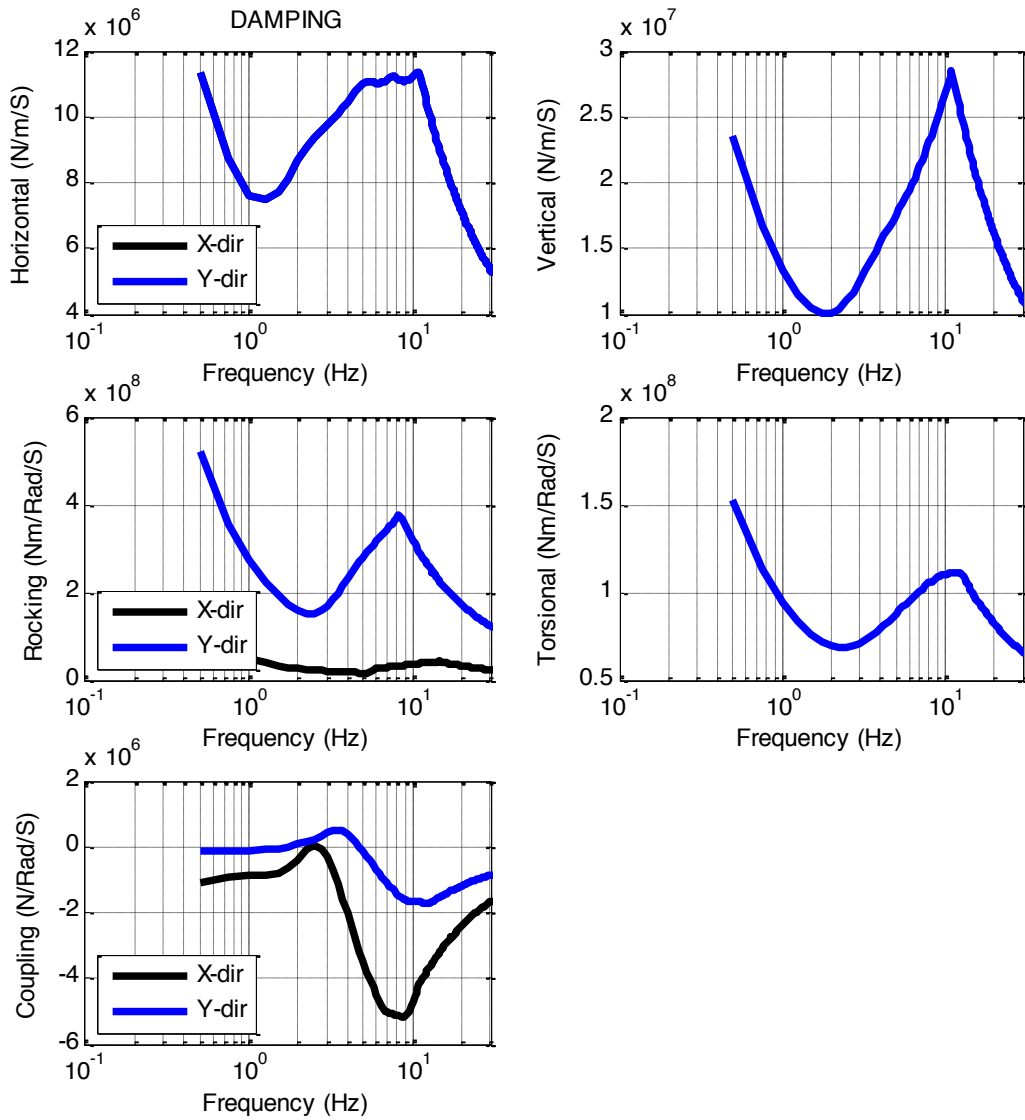 DAMPING
x 10^6
12
10
8
6
4
Horizontal (N/m/S)
X-dir
Y-dir
10^-1
10^0
10^1
Frequency (Hz)
x 10^7
3
2.5
2
1.5
1
Vertical (N/m/S)
10^-1
10^0
10^1
Frequency (Hz)
x 10^8
6
4
2
0
Rocking (Nm/Rad/S)
X-dir
Y-dir
10^-1
10^0
10^1
Frequency (Hz)
x 10^8
2
1.5
1
0.5
Torsional (Nm/Rad/S)
10^-1
10^0
10^1
Frequency (Hz)
x 10^6
2
0
-2
-4
-6
Coupling (N/Rad/S)
X-dir
Y-dir
10^-1
10^0
10^1
Frequency (Hz)